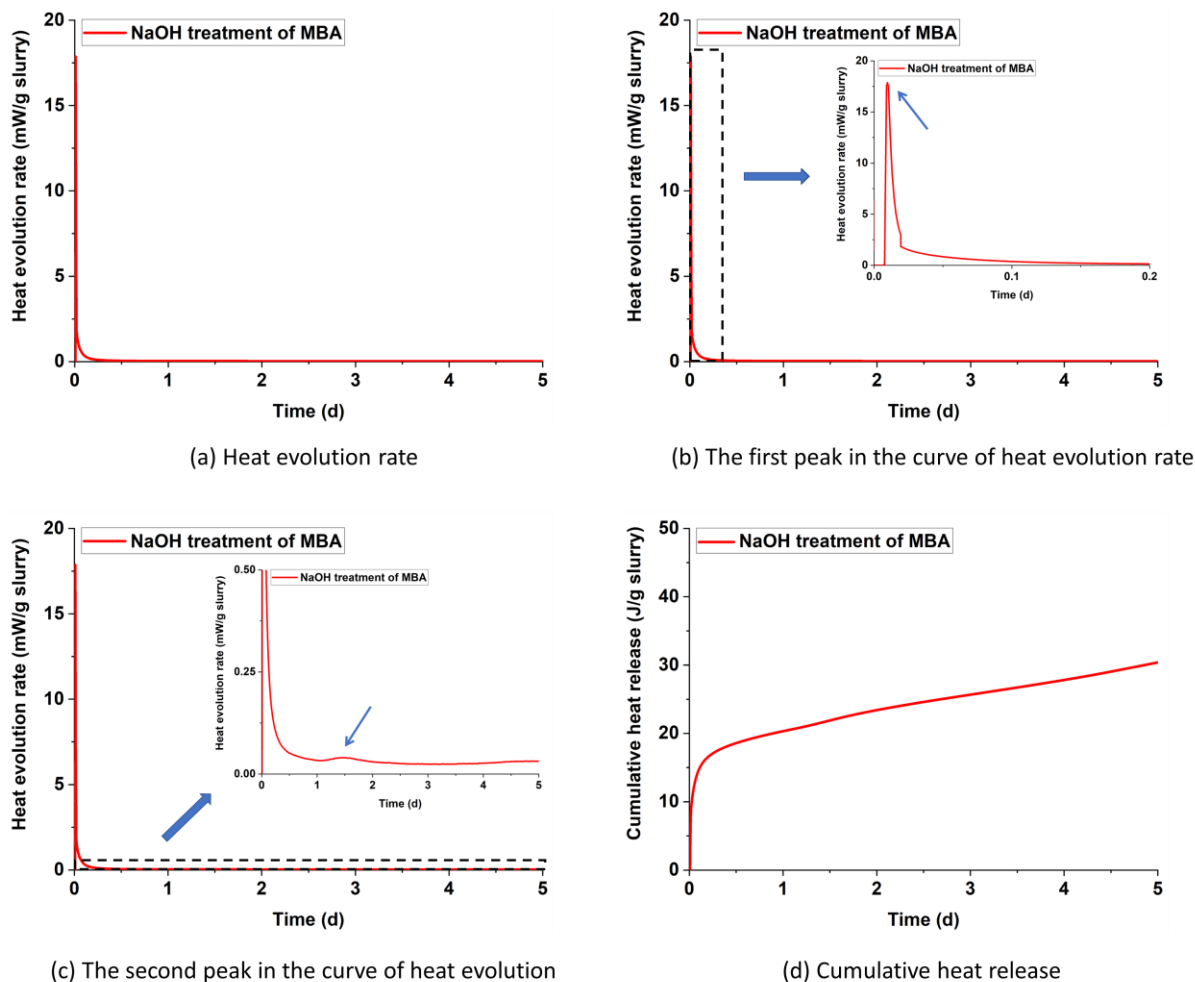 NaOH treatment of MBA
Heat evolution rate (mW/g slurry)
20
15
10
5
0
0 1 2 3 4 5
Time (d)
(a) Heat evolution rate
NaOH treatment of MBA
Heat evolution rate (mW/g slurry)
20
15
10
5
0
0 1 2 3 4 5
Time (d)
NaOH treatment of MBA
Heat evolution rate (mW/g slurry)
20
15
10
5
0
0.0 0.1 0.2
Time (d)
(b) The first peak in the curve of heat evolution rate
NaOH treatment of MBA
Heat evolution rate (mW/g slurry)
20
15
10
5
0
0 1 2 3 4 5
Time (d)
NaOH treatment of MBA
Heat evolution rate (mW/g slurry)
0.50
0.25
0.00
0 1 2 3 4 5
Time (d)
(c) The second peak in the curve of heat evolution
NaOH treatment of MBA
Cumulative heat release (J/g slurry)
50
40
30
20
10
0
0 1 2 3 4 5
Time (d)
(d) Cumulative heat release